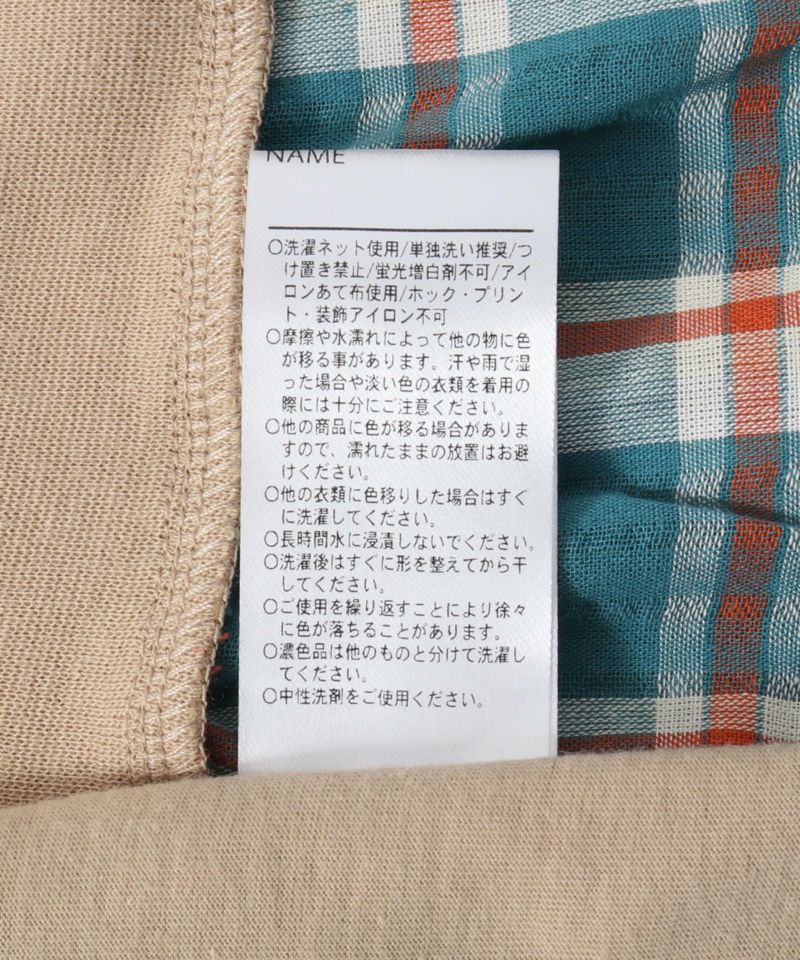 NAME
○洗濯ネット使用/単独洗い推奨/つ
け置き禁止/蛍光増白剤不可/アイ
ロンあて布使用/ホック・プリン
ト・装飾アイロン不可
○摩擦や水濡れによって他の物に色
が移る事があります。汗や雨で湿
った場合や淡い色の衣類を着用の
際には十分にご注意ください。
○他の商品に色が移る場合がありま
すので、濡れたままの放置はお避
けください。
○他の衣類に色移りした場合はすぐ
に洗濯してください。
○長時間水に浸漬しないでください。
○洗濯後はすぐに形を整えてから干
してください。
○ご使用を繰り返すことにより徐々
に色が落ちることがあります。
○濃色品は他のものと分けて洗濯し
てください。
○中性洗剤をご使用ください。